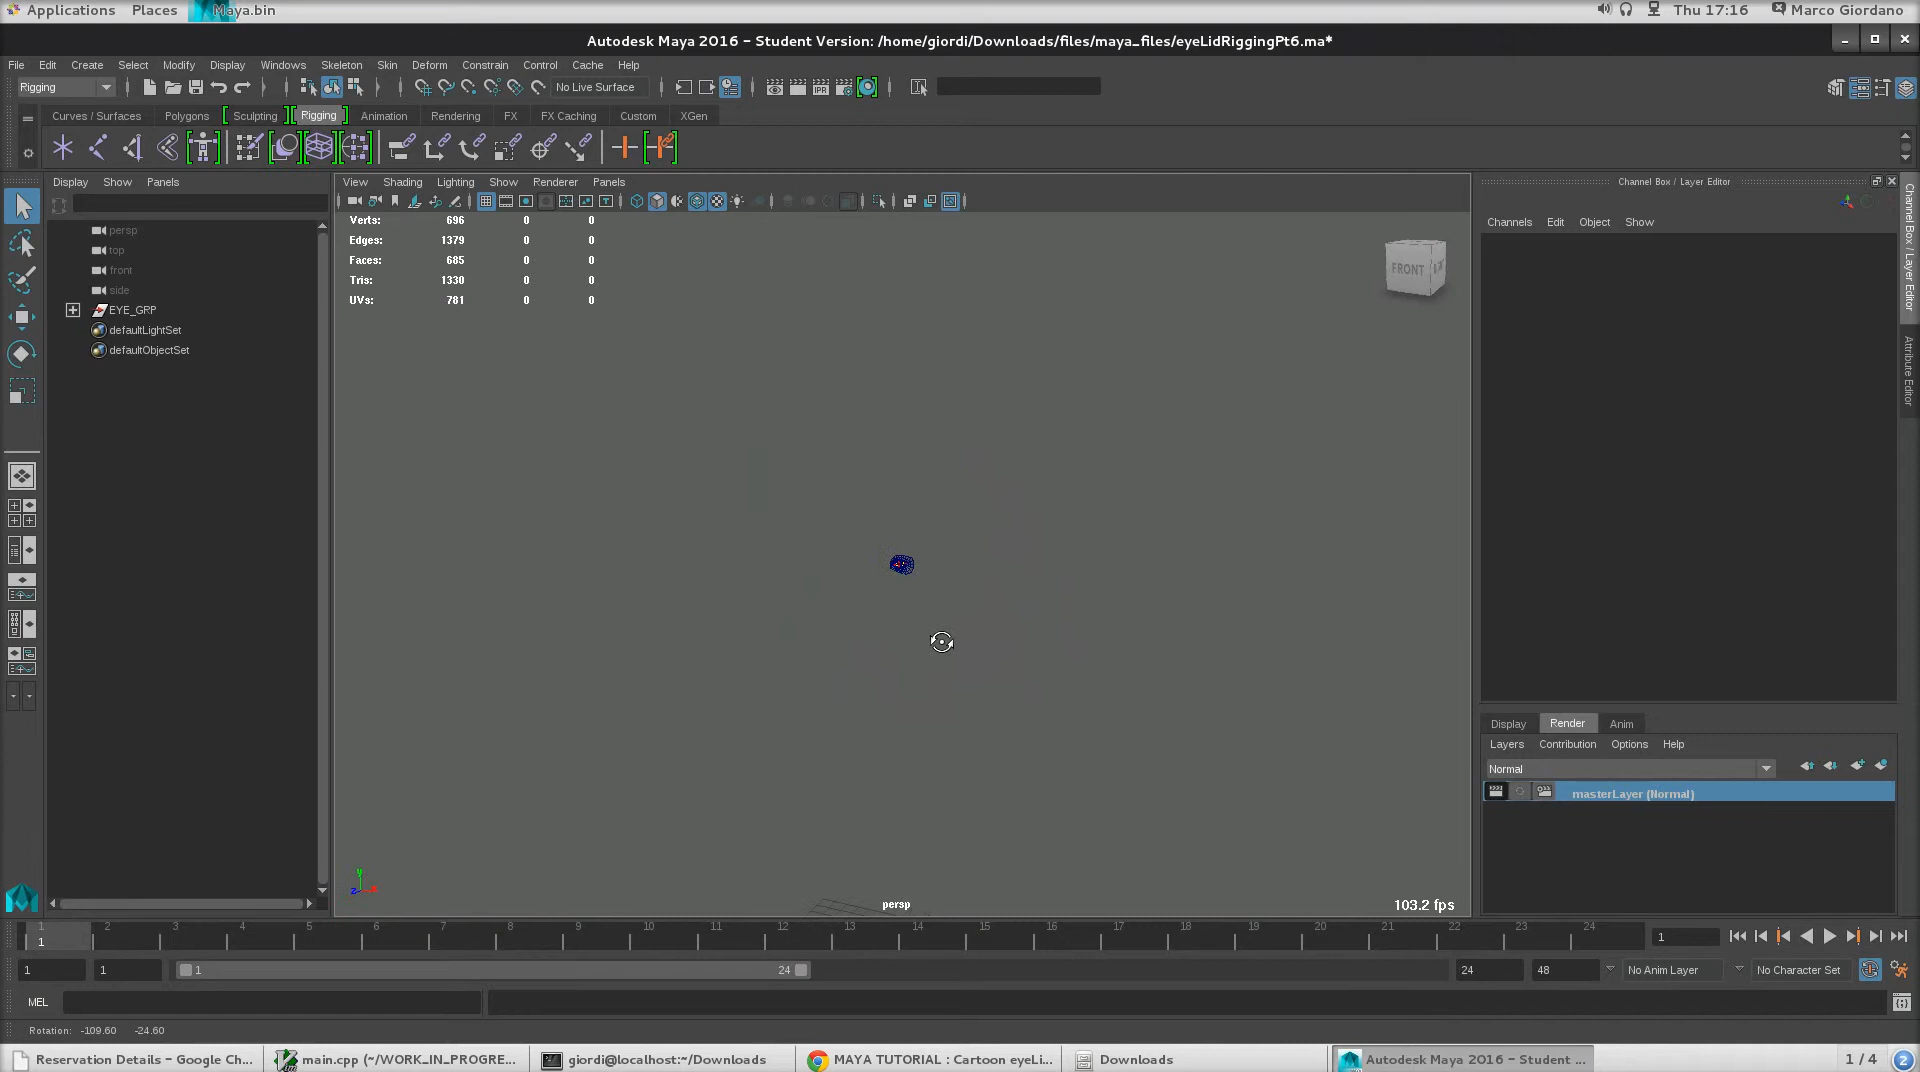 Applications Places Maya.bin Thu 17:16 Marco Giordano
Autodesk Maya 2016 - Student Version: /home/giordi/Downloads/files/maya_files/eyeLidRiggingPt6.ma*
File Edit Create Select Modify Display Windows Skeleton Skin Deform Constrain Control Cache Help
Rigging No Live Surface IPR
Curves / Surfaces Polygons Sculpting Rigging Animation Rendering FX FX Caching Custom XGen
Display Show Panels
View Shading Lighting Show Renderer Panels
Channel Box / Layer Editor
Channels Edit Object Show
Channel Box / Layer Editor
Attribute Editor
persp
top
front
side
EYE_GRP
defaultLightSet
defaultObjectSet
Verts: 696 0 0
Edges: 1379 0 0
Faces: 685 0 0
Tris: 1330 0 0
UVs: 781 0 0
FRONT
y
z x
persp
103.2 fps
Display Render Anim
Layers Contribution Options Help
Normal
masterLayer (Normal)
1 2 3 4 5 6 7 8 9 10 11 12 13 14 15 16 17 18 19 20 21 22 23 24
1 1
1 1 1 24 24 48 No Anim Layer No Character Set
MEL
Rotation: -109.60 -24.60
Reservation Details - Google Ch... main.cpp (~/WORK_IN_PROGRE... giordi@localhost:~/Downloads MAYA TUTORIAL : Cartoon eyeLi... Downloads Autodesk Maya 2016 - Student ... 1 / 4 2